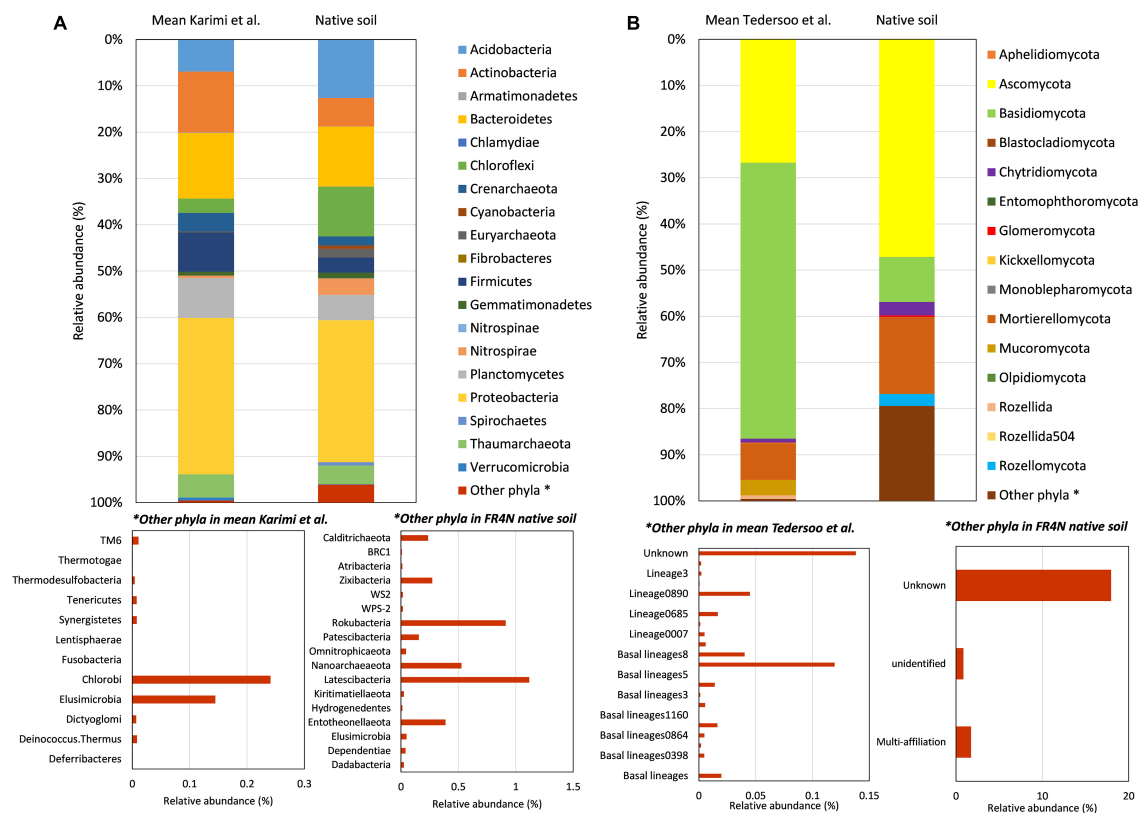 A
Mean Karimi et al.
Native soil
0%
10%
20%
30%
40%
50%
60%
70%
80%
90%
100%
Relative abundance (%)
Acidobacteria
Actinobacteria
Armatimonadetes
Bacteroidetes
Chlamydiae
Chloroflexi
Crenarchaeota
Cyanobacteria
Euryarchaeota
Fibrobacteres
Firmicutes
Gemmatimonadetes
Nitrospinae
Nitrospirae
Planctomycetes
Proteobacteria
Spirochaetes
Thaumarchaeota
Verrucomicrobia
Other phyla *
*Other phyla in mean Karimi et al.
TM6
Thermotogae
Thermodesulfobacteria
Tenericutes
Synergistetes
Lentisphaerae
Fusobacteria
Chlorobi
Elusimicrobia
Dictyoglomi
Deinococcus.Thermus
Deferribacteres
0 0.1 0.2 0.3
Relative abundance (%)
*Other phyla in FR4N native soil
Calditrichaeota
BRC1
Atribacteria
Zixibacteria
WS2
WPS-2
Rokubacteria
Patescibacteria
Omnitrophicaeota
Nanoarchaeaeota
Latescibacteria
Kiritimatiellaeota
Hydrogenedentes
Entotheonellaeota
Elusimicrobia
Dependentiae
Dadabacteria
0 0.5 1 1.5
Relative abundance (%)
B
Mean Tedersoo et al.
Native soil
0%
10%
20%
30%
40%
50%
60%
70%
80%
90%
100%
Relative abundance (%)
Aphelidiomycota
Ascomycota
Basidiomycota
Blastocladiomycota
Chytridiomycota
Entomophthoromycota
Glomeromycota
Kickxellomycota
Monoblepharomycota
Mortierellomycota
Mucoromycota
Olpidiomycota
Rozellida
Rozellida504
Rozellomycota
Other phyla *
*Other phyla in mean Tedersoo et al.
Unknown
Lineage3
Lineage0890
Lineage0685
Lineage0007
Basal lineages8
Basal lineages5
Basal lineages3
Basal lineages1160
Basal lineages0864
Basal lineages0398
Basal lineages
0 0.05 0.1 0.15
Relative abundance (%)
*Other phyla in FR4N native soil
Unknown
unidentified
Multi-affiliation
0 10 20
Relative abundance (%)